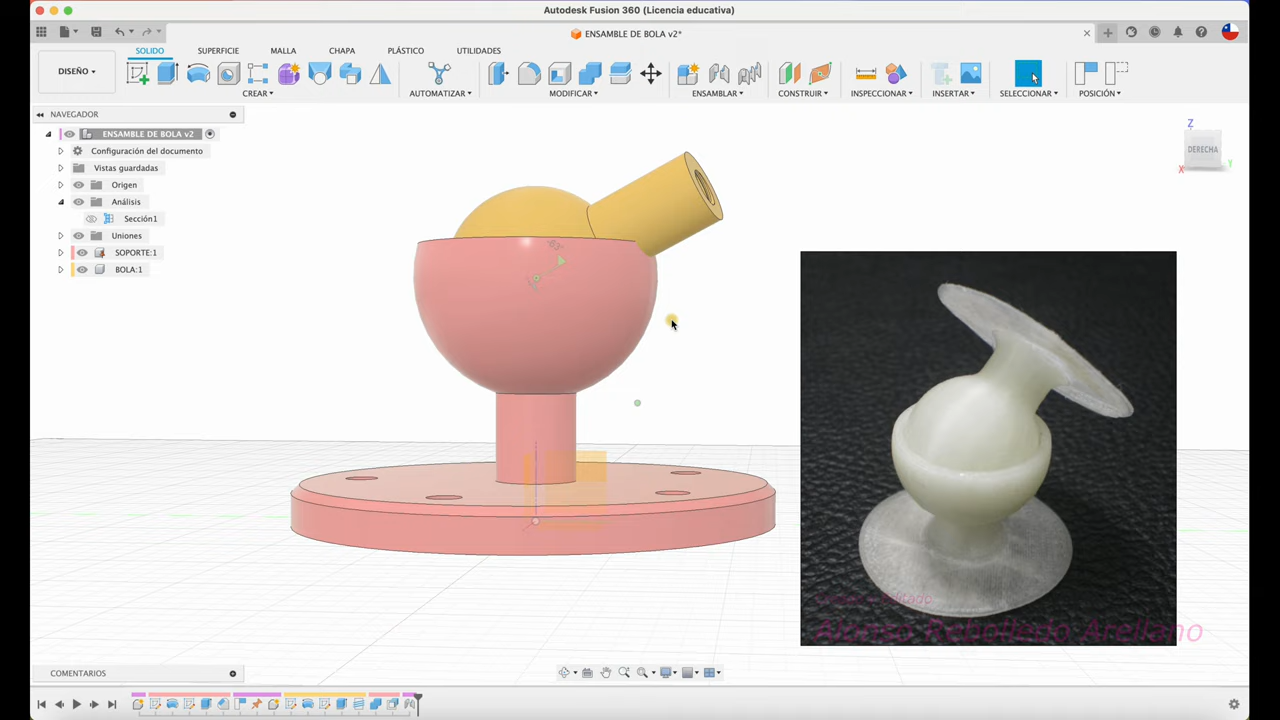 Autodesk Fusion 360 (Licencia educativa)
ENSAMBLE DE BOLA v2*
SOLIDO
SUPERFICIE
MALLA
CHAPA
PLÁSTICO
UTILIDADES
DISEÑO
CREAR
AUTOMATIZAR
MODIFICAR
ENSAMBLAR
CONSTRUIR
INSPECCIONAR
INSERTAR
SELECCIONAR
POSICIÓN
NAVEGADOR
ENSAMBLE DE BOLA v2
Configuración del documento
Vistas guardadas
Origen
Análisis
Sección1
Uniones
SOPORTE:1
BOLA:1
Z
DERECHA
X
Y
-63°
Alonso Rebolledo Arellano
COMENTARIOS